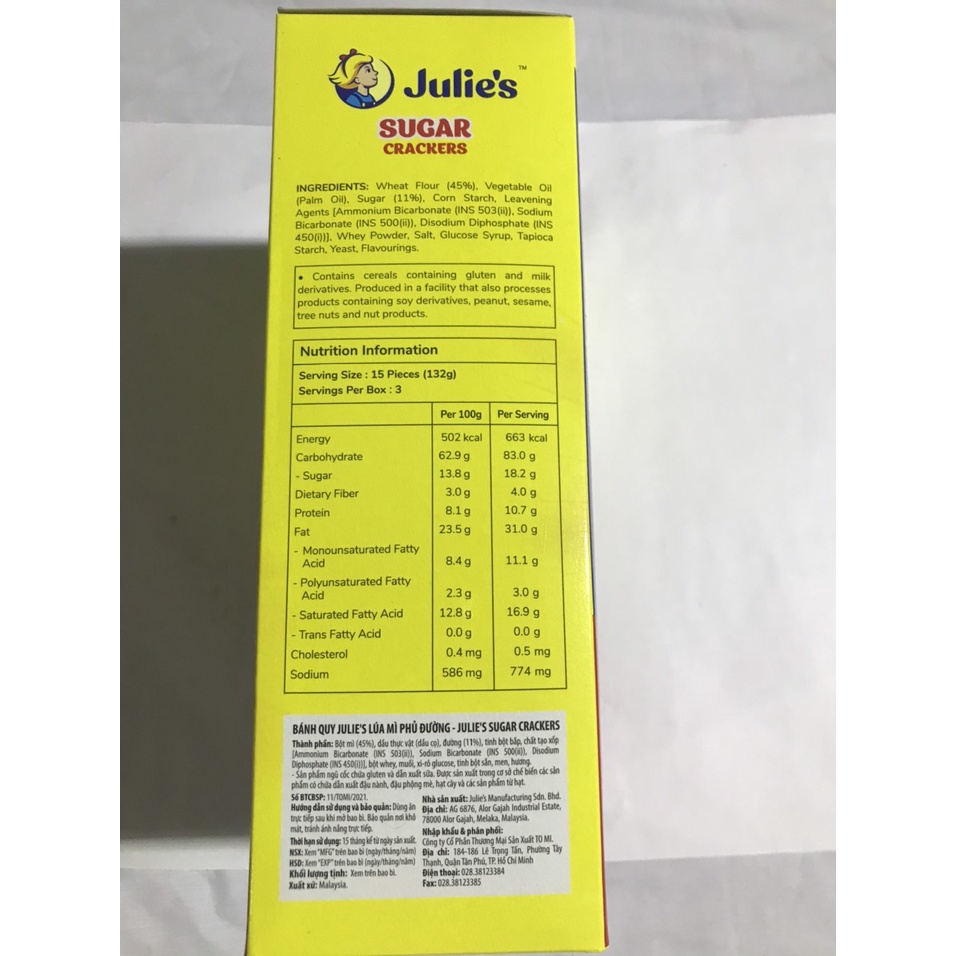 Julie's™
SUGAR
CRACKERS
INGREDIENTS: Wheat Flour (45%), Vegetable Oil
(Palm Oil), Sugar (11%), Corn Starch, Leavening
Agents [Ammonium Bicarbonate (INS 503(ii)), Sodium
Bicarbonate (INS 500(ii)), Disodium Diphosphate (INS
450(i))], Whey Powder, Salt, Glucose Syrup, Tapioca
Starch, Yeast, Flavourings.
• Contains cereals containing gluten and milk
derivatives. Produced in a facility that also processes
products containing soy derivatives, peanut, sesame,
tree nuts and nut products.
Nutrition Information
Serving Size : 15 Pieces (132g)
Servings Per Box : 3
Per 100g Per Serving
Energy 502 kcal 663 kcal
Carbohydrate 62.9 g 83.0 g
- Sugar 13.8 g 18.2 g
Dietary Fiber 3.0 g 4.0 g
Protein 8.1 g 10.7 g
Fat 23.5 g 31.0 g
- Monounsaturated Fatty
Acid 8.4 g 11.1 g
- Polyunsaturated Fatty
Acid 2.3 g 3.0 g
- Saturated Fatty Acid 12.8 g 16.9 g
- Trans Fatty Acid 0.0 g 0.0 g
Cholesterol 0.4 mg 0.5 mg
Sodium 586 mg 774 mg
BÁNH QUY JULIE'S LÚA MÌ PHỦ ĐƯỜNG - JULIE'S SUGAR CRACKERS
Thành phần: Bột mì (45%), dầu thực vật (dầu cọ), đường (11%), tinh bột bắp, chất tạo xốp
[Ammonium Bicarbonate (INS 503(ii)), Sodium Bicarbonate (INS 500(ii)), Disodium
Diphosphate (INS 450(i))], bột whey, muối, xi-rô glucose, tinh bột sắn, men, hương.
- Sản phẩm ngũ cốc chứa gluten và dẫn xuất sữa. Được sản xuất trong cơ sở chế biến các sản
phẩm có chứa dẫn xuất đậu nành, đậu phộng mè, hạt cây và các sản phẩm từ hạt.
Số BTCBSP: 11/TOMI/2021.
Hướng dẫn sử dụng và bảo quản: Dùng ăn
trực tiếp sau khi mở bao bì. Bảo quản nơi khô
mát, tránh ánh nắng trực tiếp.
Thời hạn sử dụng: 15 tháng kể từ ngày sản xuất.
NSX: Xem "MFG" trên bao bì (ngày/tháng/năm)
HSD: Xem "EXP" trên bao bì (ngày/tháng/năm)
Khối lượng tịnh: Xem trên bao bì.
Xuất xứ: Malaysia.
Nhà sản xuất: Julie's Manufacturing Sdn. Bhd.
Địa chỉ: AG 6876, Alor Gajah Industrial Estate,
78000 Alor Gajah, Melaka, Malaysia.
Nhập khẩu & phân phối:
Công ty Cổ Phần Thương Mại Sản Xuất TO MI.
Địa chỉ: 184-186 Lê Trọng Tấn, Phường Tây
Thạnh, Quận Tân Phú, TP. Hồ Chí Minh
Điện thoại: 028.38123384
Fax: 028.38123385